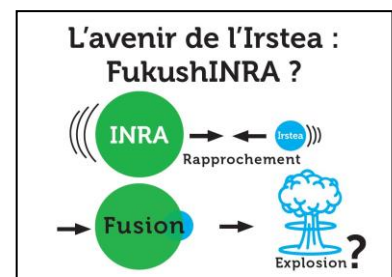 L'avenir de l'Irstea :
FukushINRA ?
INRA
Irstea
Rapprochement
Fusion
Explosion ?